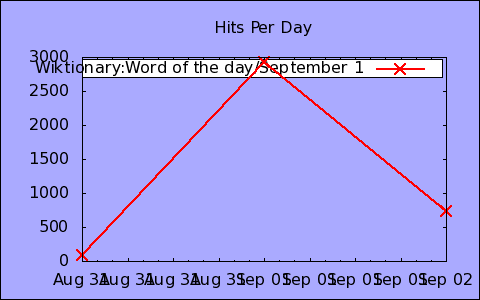 Hits Per Day
3000
Wiktionary:Word of the day/September 1
2500
2000
1500
1000
500
0
Aug 31 Aug 31 Aug 31 Aug 31 Sep 01 Sep 01 Sep 01 Sep 01 Sep 02